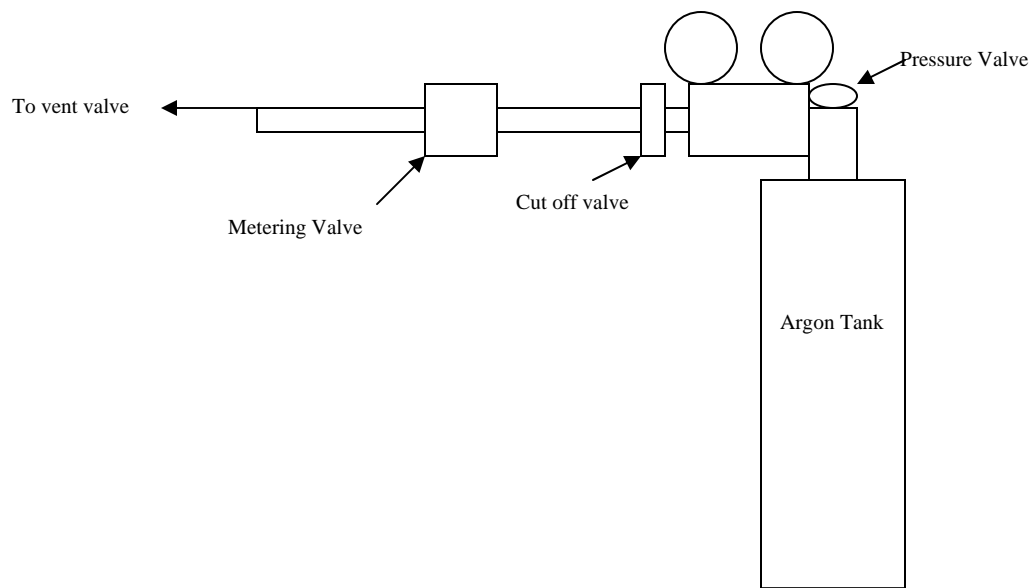 Pressure Valve
To vent valve
Cut off valve
Metering Valve
Argon Tank